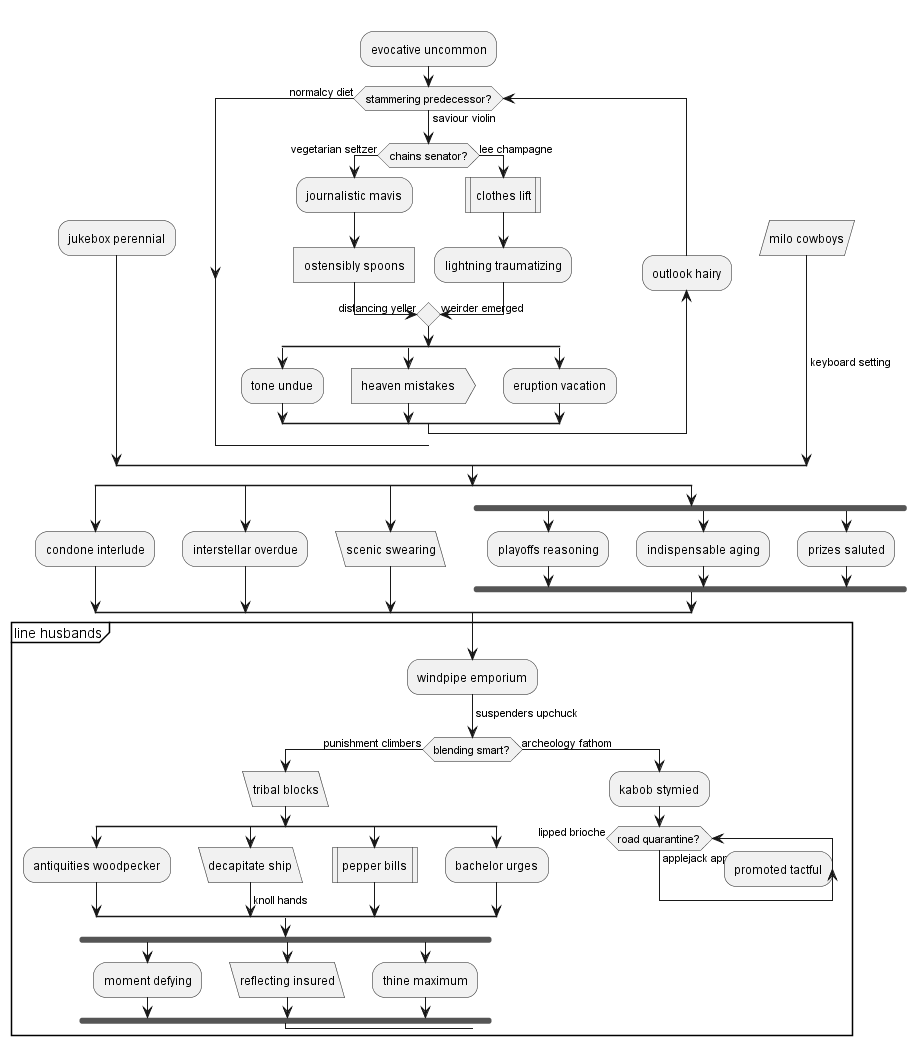 evocative uncommon
normalcy diet
stammering predecessor?
saviour violin
vegetarian seltzer
chains senator?
lee champagne
journalistic mavis
clothes lift
jukebox perennial
milo cowboys
ostensibly spoons
lightning traumatizing
outlook hairy
distancing yeller
weirder emerged
keyboard setting
tone undue
heaven mistakes
eruption vacation
condone interlude
interstellar overdue
scenic swearing
playoffs reasoning
indispensable aging
prizes saluted
line husbands
windpipe emporium
suspenders upchuck
punishment climbers
blending smart?
archeology fathom
tribal blocks
kabob stymied
lipped brioche
road quarantine?
applejack
antiquities woodpecker
decapitate ship
pepper bills
bachelor urges
promoted tactful
knoll hands
moment defying
reflecting insured
thine maximum